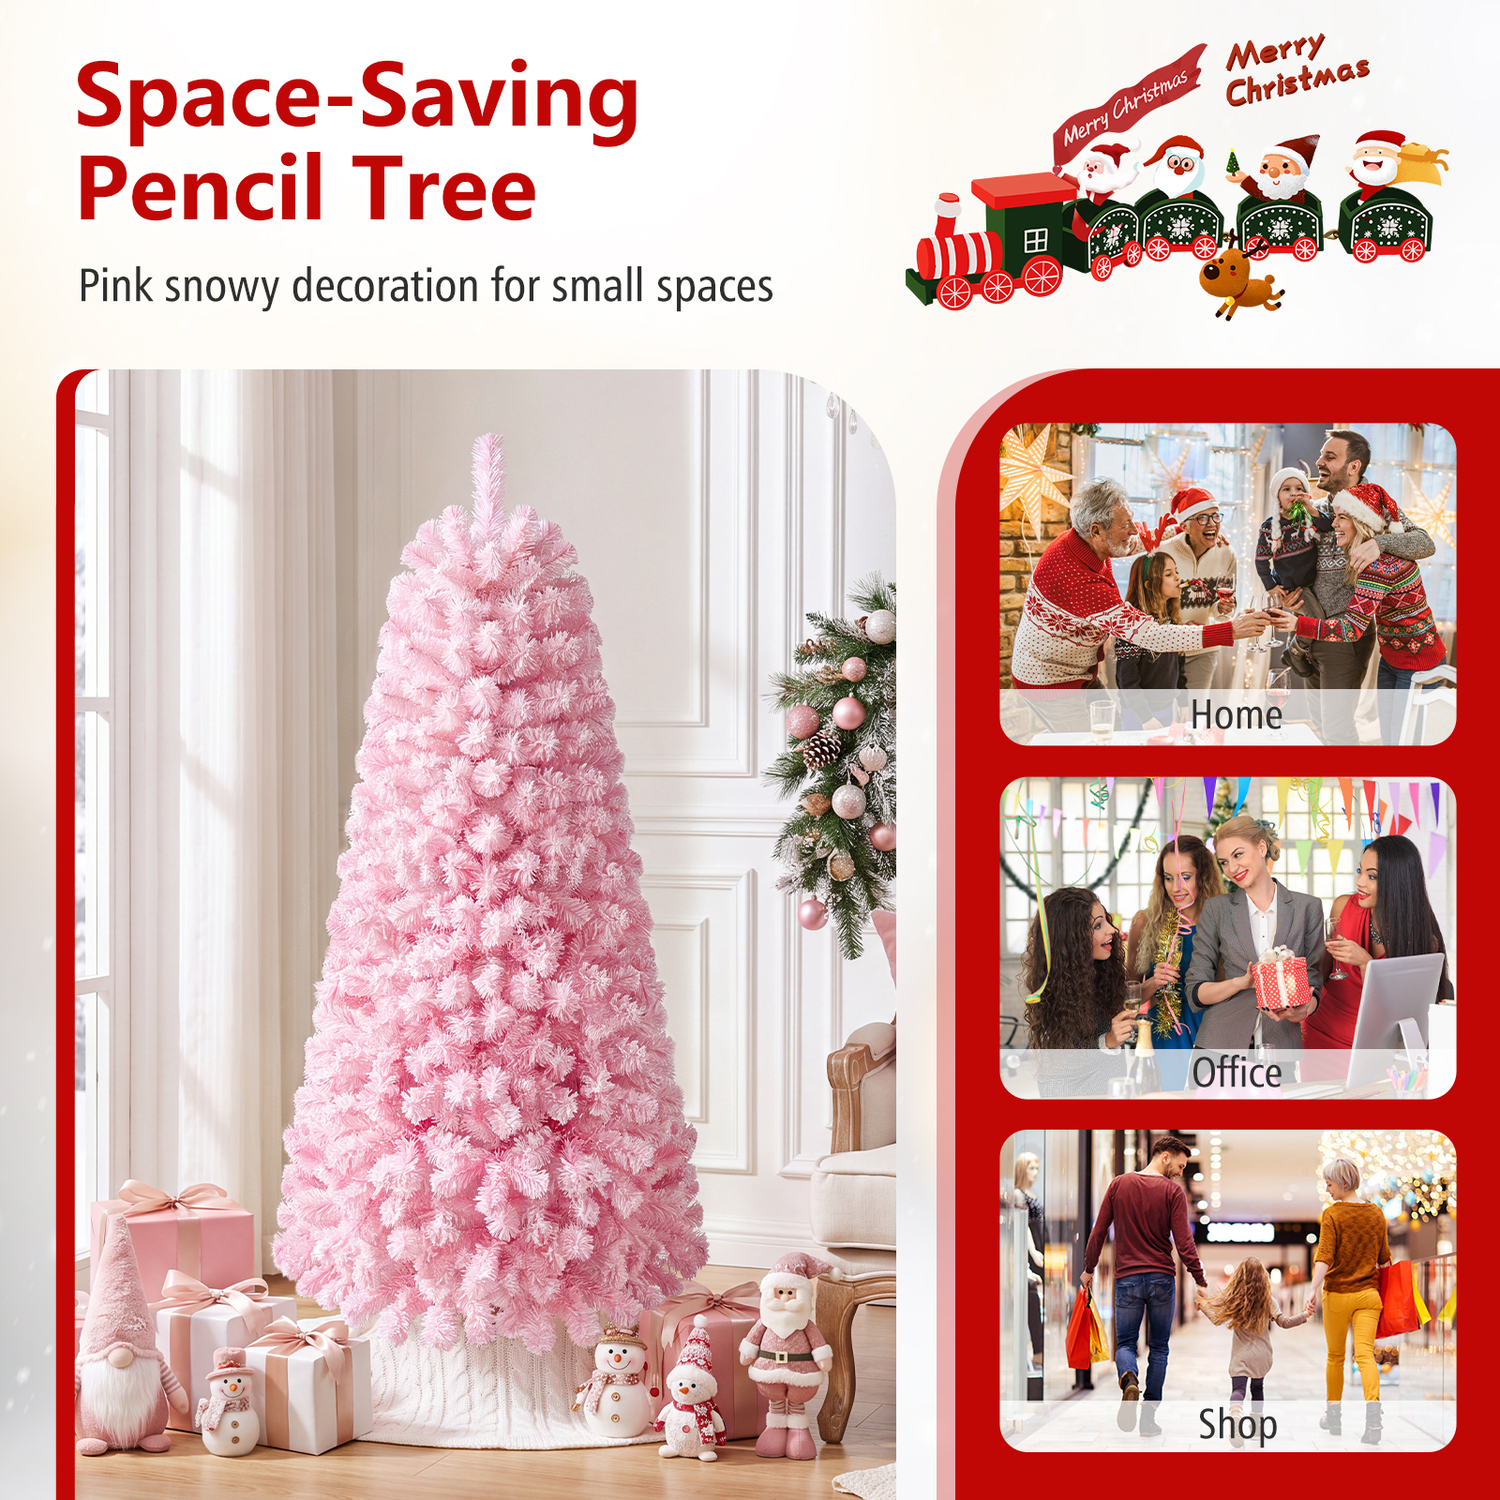 Space-Saving
Pencil Tree
Pink snowy decoration for small spaces
Merry Christmas
Merry
Christmas
Home
Office
Shop